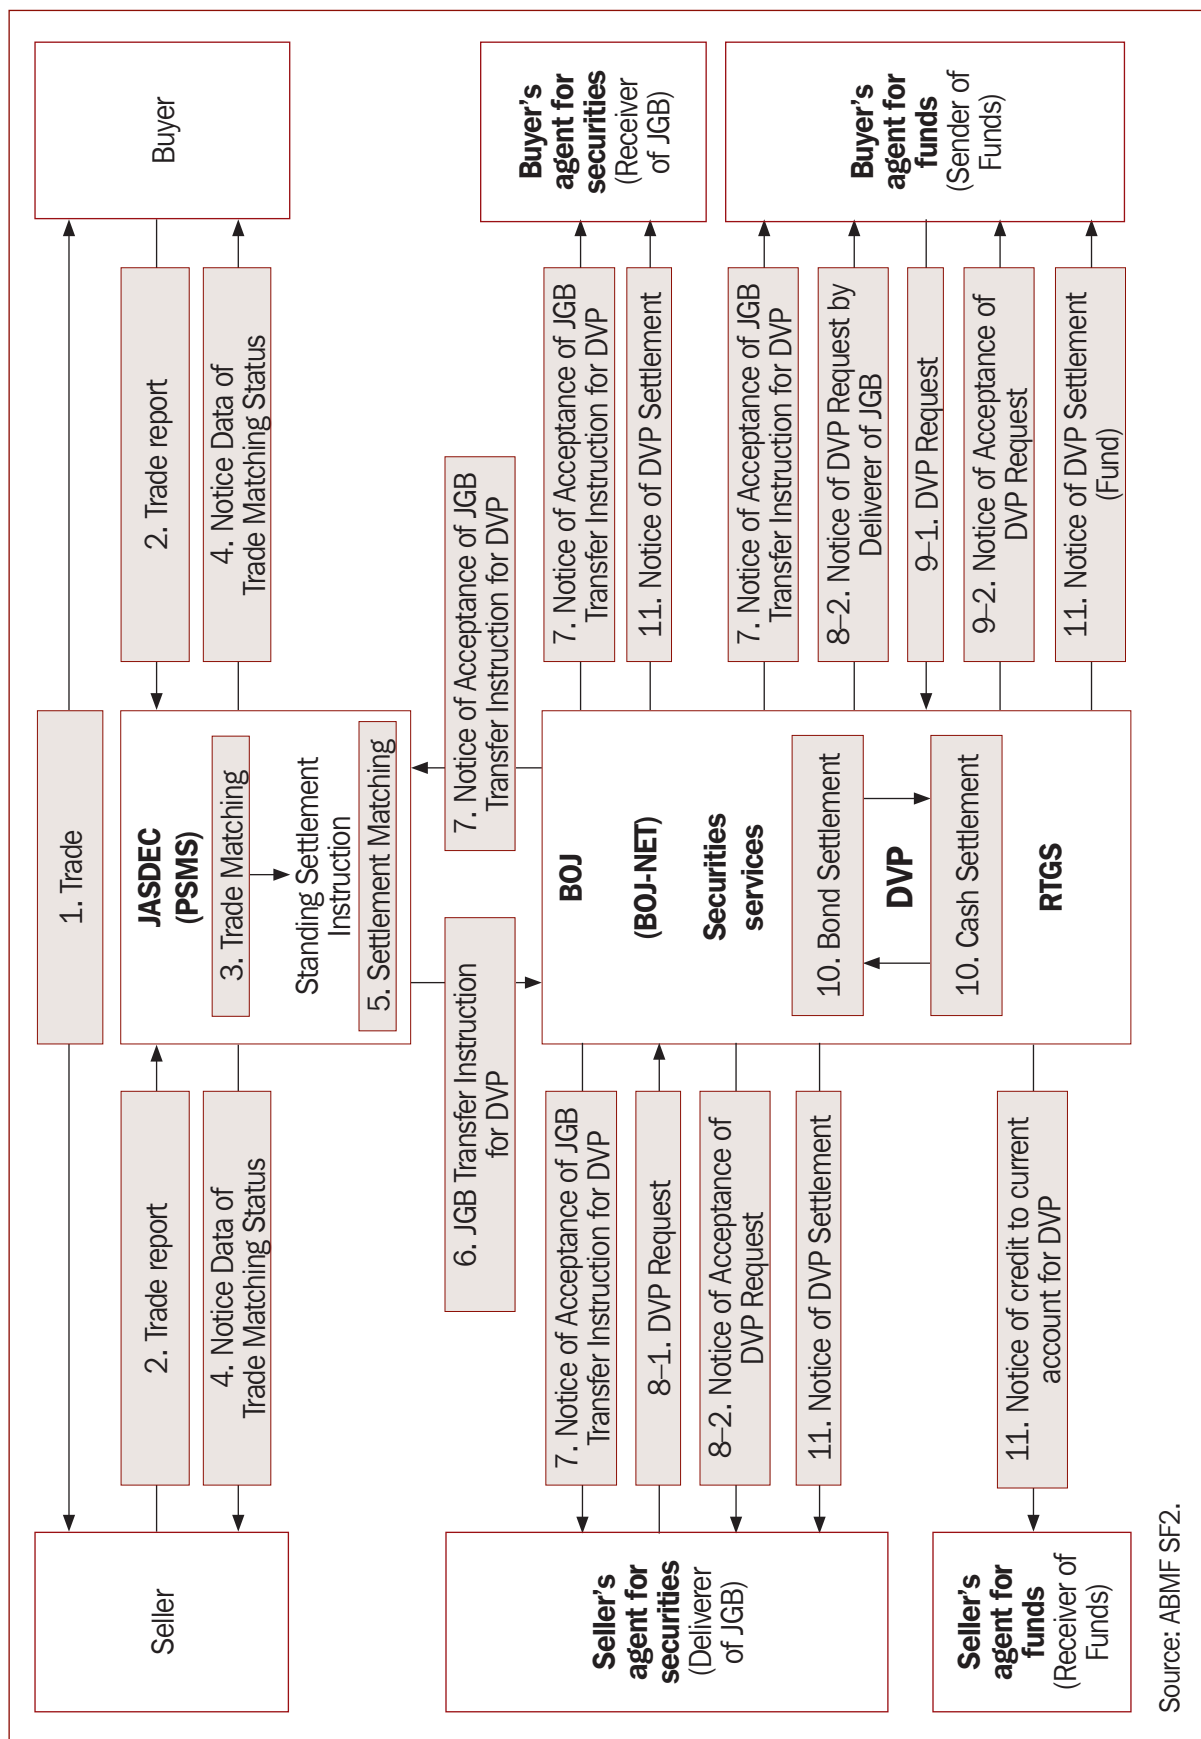 Seller
1. Trade
Buyer
2. Trade report
4. Notice Data of
Trade Matching Status
JASDEC
(PSMS)
3. Trade Matching
Standing Settlement
Instruction
5. Settlement Matching
2. Trade report
4. Notice Data of
Trade Matching Status
6. JGB Transfer Instruction
for DVP
7. Notice of Acceptance of JGB
Transfer Instruction for DVP
Seller's
agent for
securities
(Deliverer
of JGB)
7. Notice of Acceptance of JGB
Transfer Instruction for DVP
8–1. DVP Request
8–2. Notice of Acceptance of
DVP Request
11. Notice of DVP Settlement
BOJ
(BOJ-NET)
Securities
services
10. Bond Settlement
DVP
10. Cash Settlement
RTGS
7. Notice of Acceptance of JGB
Transfer Instruction for DVP
11. Notice of DVP Settlement
Buyer's
agent for
securities
(Receiver
of JGB)
7. Notice of Acceptance of JGB
Transfer Instruction for DVP
8–2. Notice of DVP Request by
Deliverer of JGB
9–1. DVP Request
9–2. Notice of Acceptance of
DVP Request
11. Notice of DVP Settlement
(Fund)
Buyer's
agent for
funds
(Sender of
Funds)
Seller's
agent for
funds
(Receiver of
Funds)
11. Notice of credit to current
account for DVP
Source: ABMF SF2.